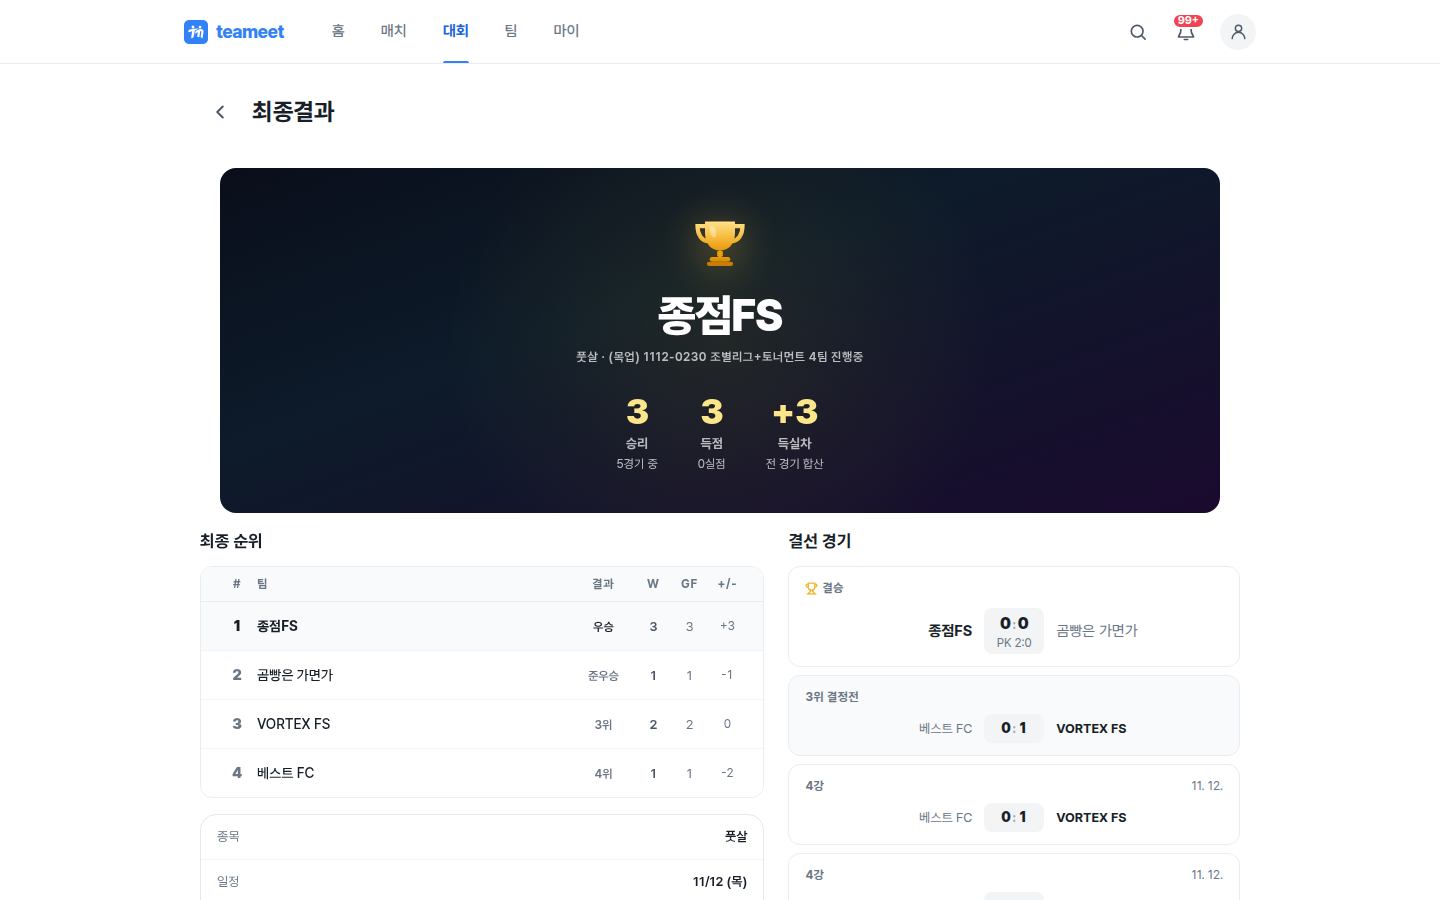 teameet
홈 매치 대회 팀 마이
99+
최종결과
종점FS
풋살 · (목업) 1112-0230 조별리그+토너먼트 4팀 진행중
3 3 +3
승리 득점 득실차
5경기 중 0실점 전 경기 합산
최종 순위
# 팀 결과 W GF +/-
1 종점FS 우승 3 3 +3
2 곰빵은 가면가 준우승 1 1 -1
3 VORTEX FS 3위 2 2 0
4 베스트 FC 4위 1 1 -2
종목 풋살
일정 11/12 (목)
결선 경기
결승
종점FS 0:0 곰빵은 가면가
PK 2:0
3위 결정전
베스트 FC 0:1 VORTEX FS
4강 11. 12.
베스트 FC 0:1 VORTEX FS
4강 11. 12.